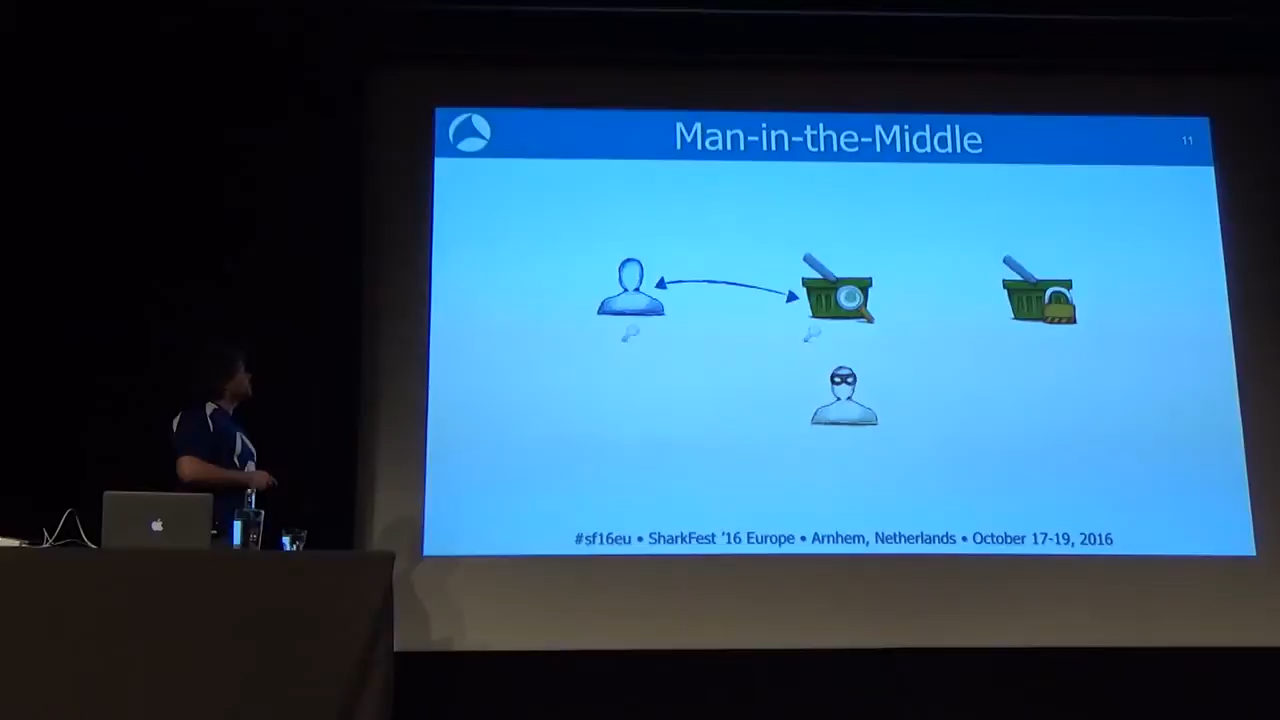 Man-in-the-Middle
11
#sf16eu • SharkFest '16 Europe • Arnhem, Netherlands • October 17-19, 2016